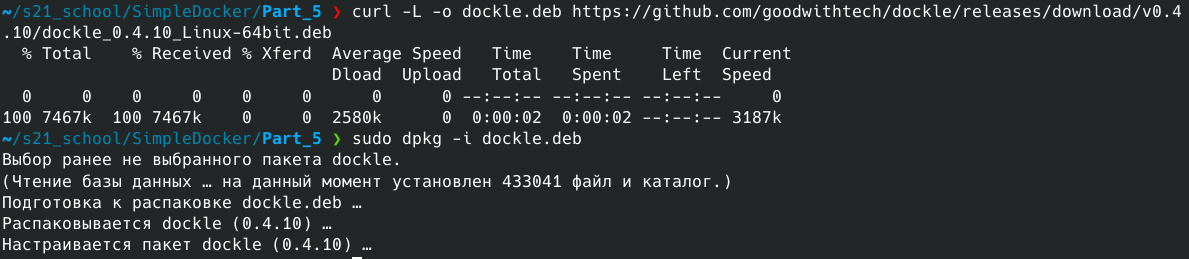 ~/s21_school/SimpleDocker/Part_5 ❯ curl -L -o dockle.deb https://github.com/goodwithtech/dockle/releases/download/v0.4
.10/dockle_0.4.10_Linux-64bit.deb
  % Total    % Received % Xferd  Average Speed   Time    Time     Time  Current
                                 Dload  Upload   Total   Spent    Left  Speed
  0     0    0     0    0     0      0      0 --:--:-- --:--:-- --:--:--     0
100 7467k  100 7467k    0     0  2580k      0  0:00:02  0:00:02 --:--:-- 3187k
~/s21_school/SimpleDocker/Part_5 ❯ sudo dpkg -i dockle.deb
Выбор ранее не выбранного пакета dockle.
(Чтение базы данных … на данный момент установлен 433041 файл и каталог.)
Подготовка к распаковке dockle.deb …
Распаковывается dockle (0.4.10) …
Настраивается пакет dockle (0.4.10) …